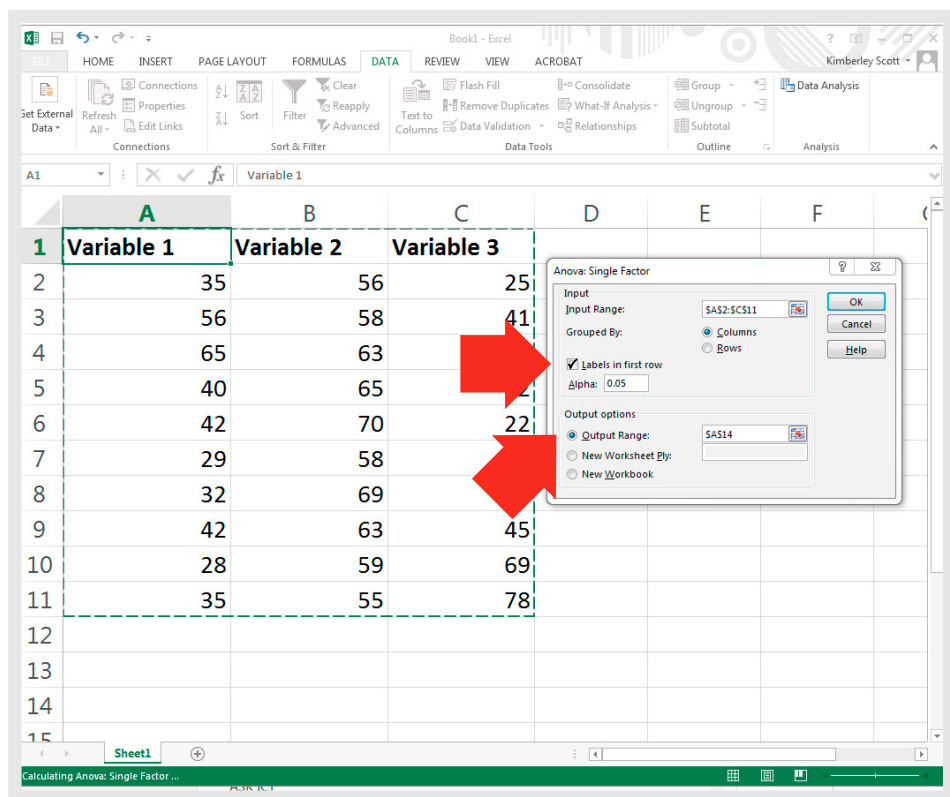 Book1 - Excel
FILE HOME INSERT PAGE LAYOUT FORMULAS DATA REVIEW VIEW ACROBAT Kimberley Scott
Get External Data
Refresh All
Connections
Properties
Edit Links
Sort
Filter
Clear
Reapply
Advanced
Text to Columns
Flash Fill
Remove Duplicates
Data Validation
Consolidate
What-If Analysis
Relationships
Group
Ungroup
Subtotal
Data Analysis
Connections Sort & Filter Data Tools Outline Analysis
A1 fx Variable 1
A B C D E F
1 Variable 1 Variable 2 Variable 3
2 35 56 25
3 56 58 41
4 65 63
5 40 65
6 42 70 22
7 29 58
8 32 69
9 42 63 45
10 28 59 69
11 35 55 78
12
13
14
15
Anova: Single Factor
Input
Input Range: $A$2:$C$11
Grouped By: Columns
Rows
Labels in first row
Alpha: 0.05
Output options
Output Range: $A$14
New Worksheet Ply:
New Workbook
OK
Cancel
Help
Sheet1
Calculating Anova: Single Factor ...